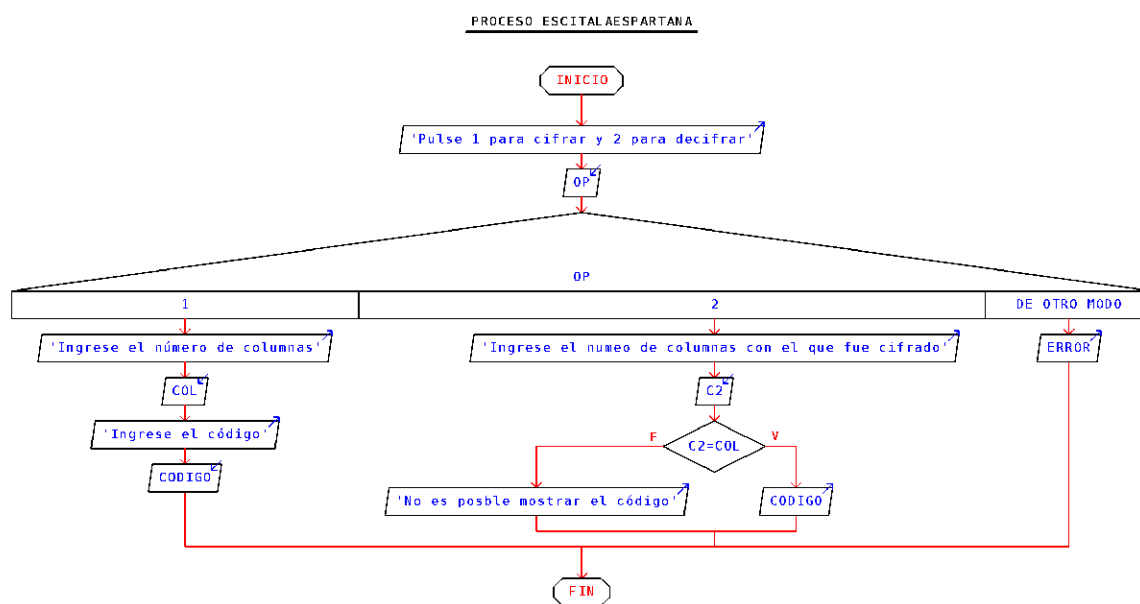 PROCESO ESCITALAESPARTANA
INICIO
'Pulse 1 para cifrar y 2 para decifrar'
OP
OP
1
2
DE OTRO MODO
'Ingrese el número de columnas'
'Ingrese el numeo de columnas con el que fue cifrado'
ERROR
COL
C2
'Ingrese el código'
F
C2=COL
V
CODIGO
'No es posble mostrar el código'
CODIGO
FIN